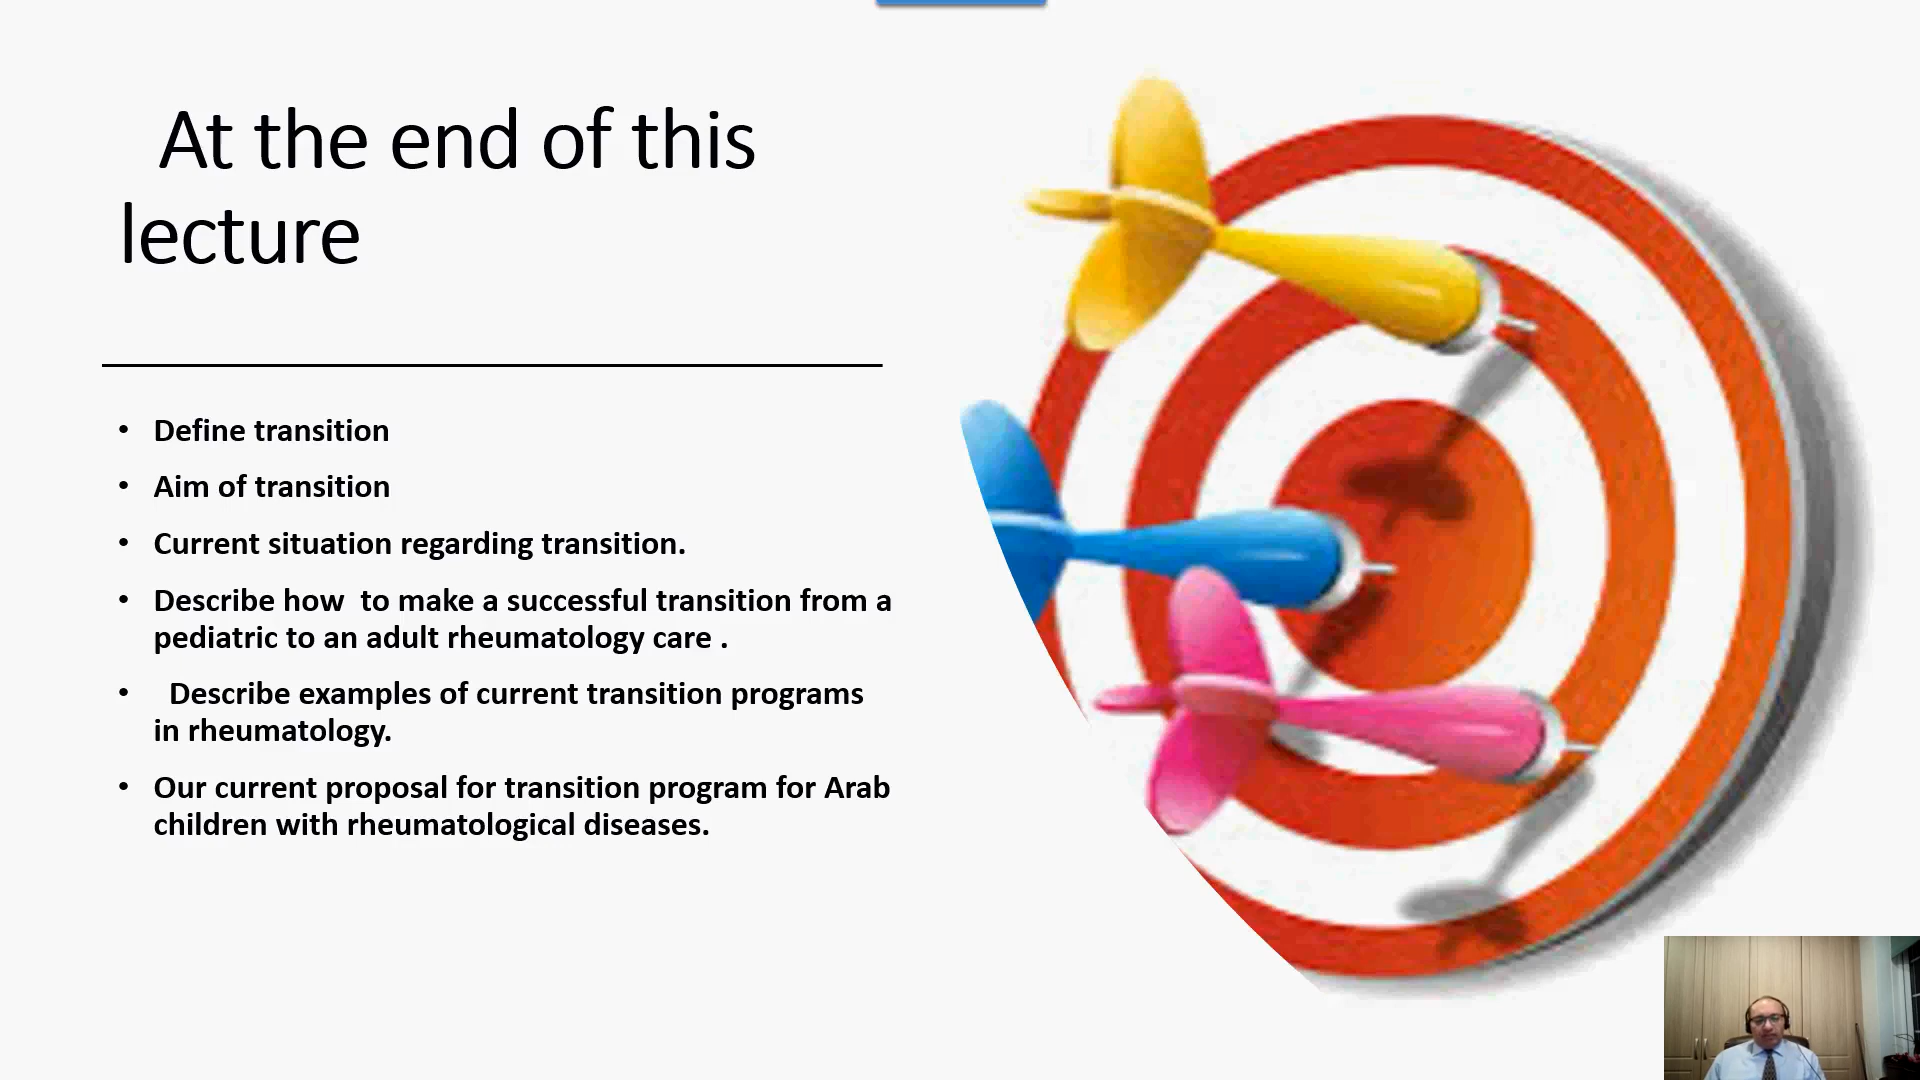 At the end of this
lecture
• Define transition
• Aim of transition
• Current situation regarding transition.
• Describe how  to make a successful transition from a
pediatric to an adult rheumatology care .
•   Describe examples of current transition programs
in rheumatology.
• Our current proposal for transition program for Arab
children with rheumatological diseases.